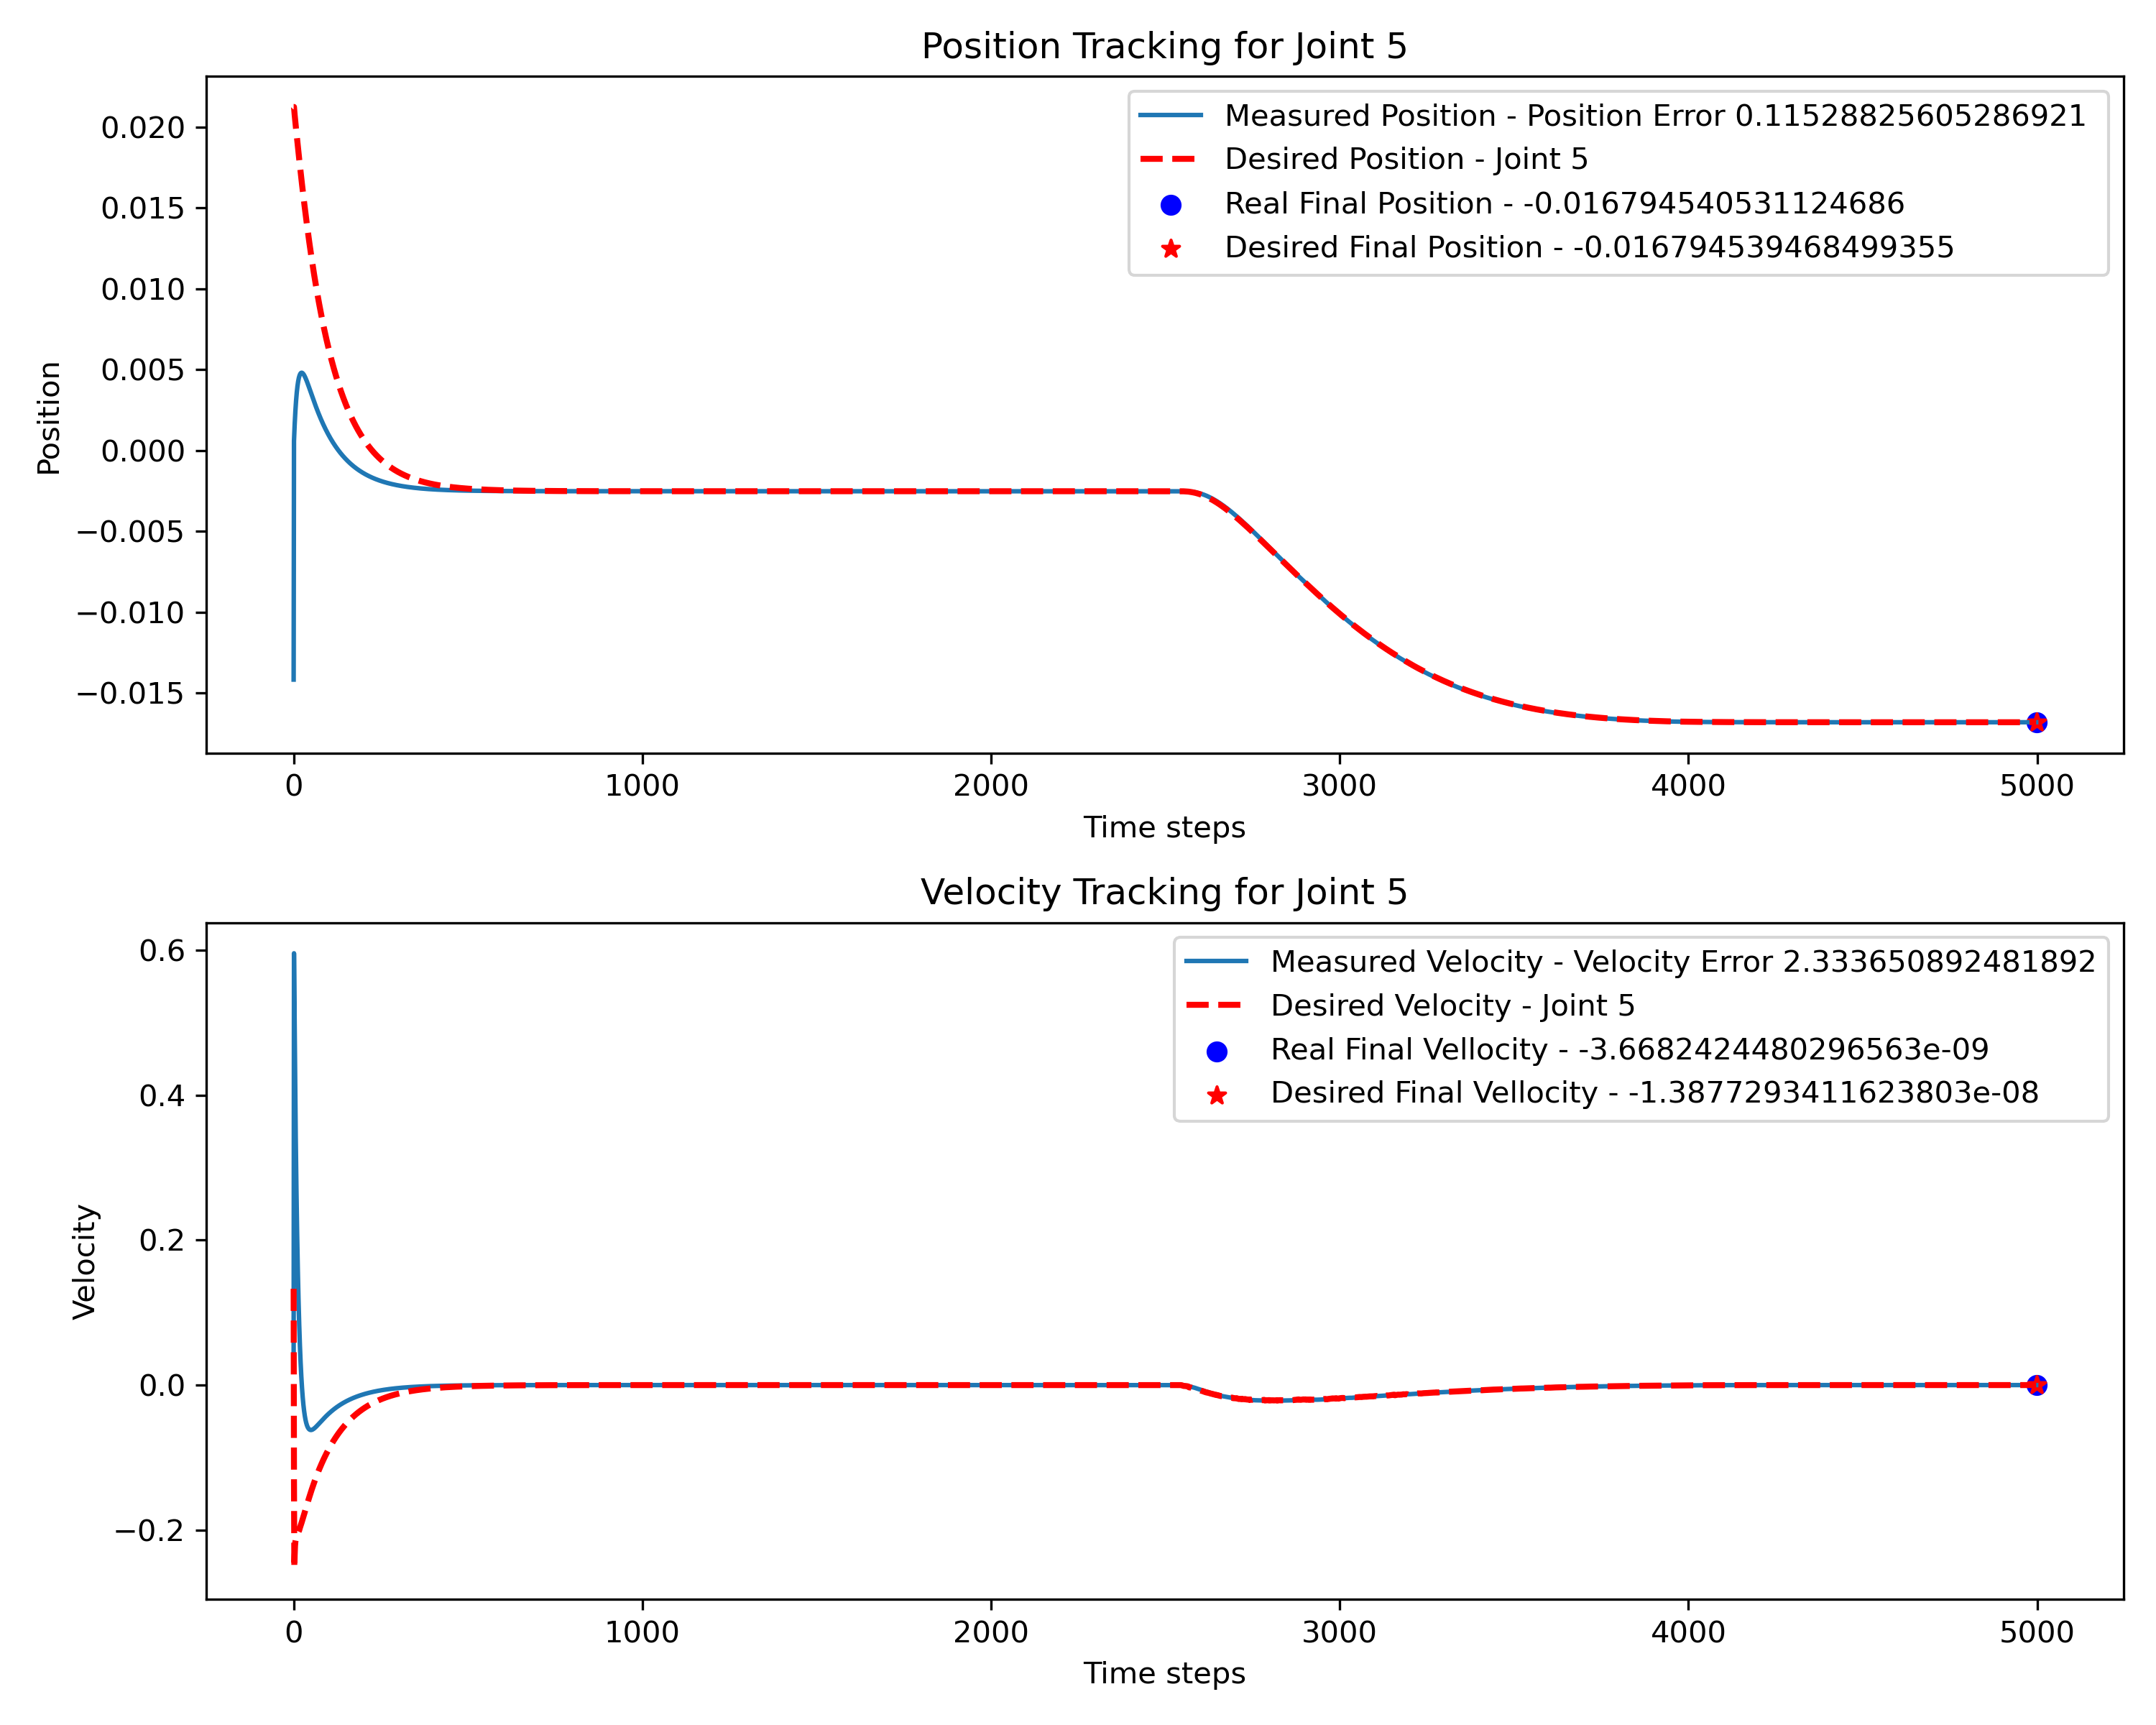 Position Tracking for Joint 5
Measured Position - Position Error 0.11528825605286921
Desired Position - Joint 5
Real Final Position - -0.016794540531124686
Desired Final Position - -0.016794539468499355
0.020
0.015
0.010
0.005
0.000
−0.005
−0.010
−0.015
Position
0 1000 2000 3000 4000 5000
Time steps
Velocity Tracking for Joint 5
Measured Velocity - Velocity Error 2.333650892481892
Desired Velocity - Joint 5
Real Final Vellocity - -3.6682424480296563e-09
Desired Final Vellocity - -1.3877293411623803e-08
0.6
0.4
0.2
0.0
−0.2
Velocity
0 1000 2000 3000 4000 5000
Time steps